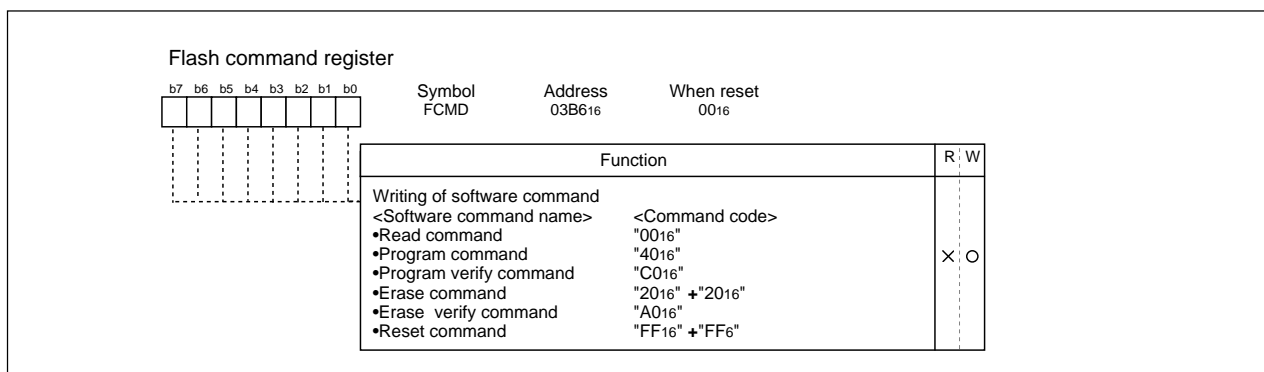 Flash command register
b7 b6 b5 b4 b3 b2 b1 b0
Symbol Address When reset
FCMD 03B616 0016
Function R W
Writing of software command
<Software command name> <Command code>
•Read command "0016"
•Program command "4016"
•Program verify command "C016"
•Erase command "2016" +"2016"
•Erase verify command "A016"
•Reset command "FF16" +"FF6"